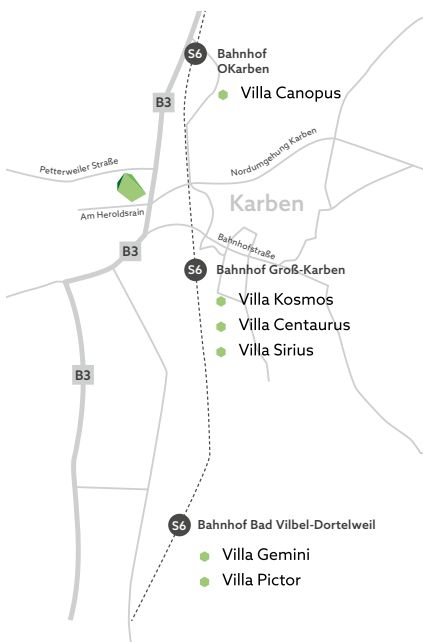 S6
Bahnhof
OKarben
Villa Canopus
B3
Petterweiler Straße
Nordumgehung Karben
Am Heroldsrain
Karben
Bahnhofstraße
B3
S6
Bahnhof Groß-Karben
Villa Kosmos
Villa Centaurus
Villa Sirius
B3
S6
Bahnhof Bad Vilbel-Dortelweil
Villa Gemini
Villa Pictor